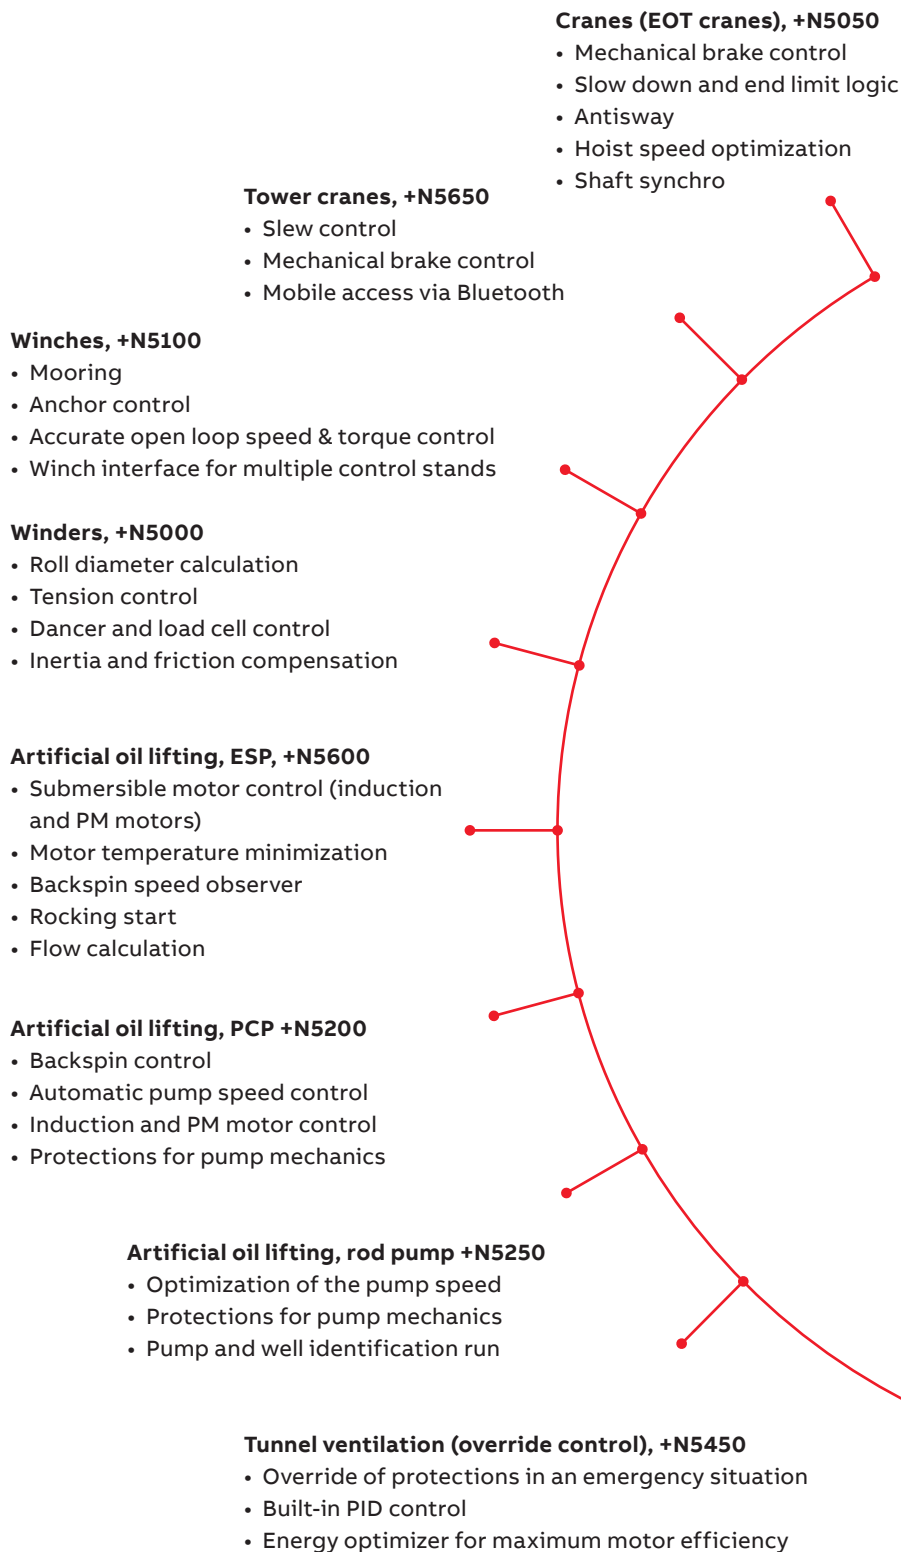 Cranes (EOT cranes), +N5050
• Mechanical brake control
• Slow down and end limit logic
• Antisway
• Hoist speed optimization
• Shaft synchro
Tower cranes, +N5650
• Slew control
• Mechanical brake control
• Mobile access via Bluetooth
Winches, +N5100
• Mooring
• Anchor control
• Accurate open loop speed & torque control
• Winch interface for multiple control stands
Winders, +N5000
• Roll diameter calculation
• Tension control
• Dancer and load cell control
• Inertia and friction compensation
Artificial oil lifting, ESP, +N5600
• Submersible motor control (induction
and PM motors)
• Motor temperature minimization
• Backspin speed observer
• Rocking start
• Flow calculation
Artificial oil lifting, PCP +N5200
• Backspin control
• Automatic pump speed control
• Induction and PM motor control
• Protections for pump mechanics
Artificial oil lifting, rod pump +N5250
• Optimization of the pump speed
• Protections for pump mechanics
• Pump and well identification run
Tunnel ventilation (override control), +N5450
• Override of protections in an emergency situation
• Built-in PID control
• Energy optimizer for maximum motor efficiency